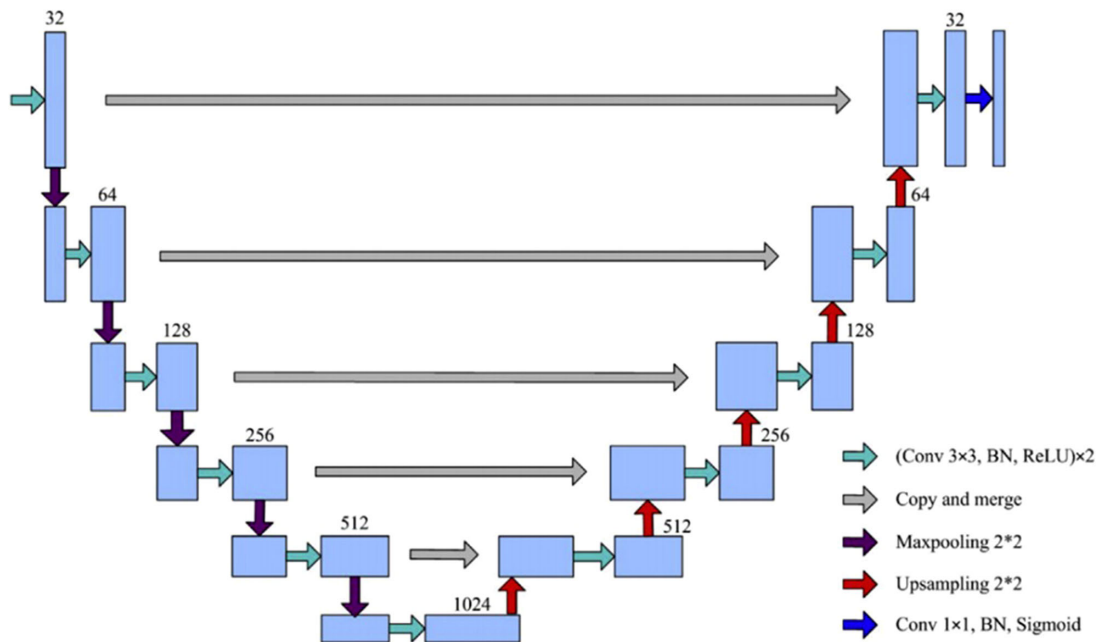 32
32
64
64
128
128
256
256
512
512
1024
(Conv 3×3, BN, ReLU)×2
Copy and merge
Maxpooling 2*2
Upsampling 2*2
Conv 1×1, BN, Sigmoid